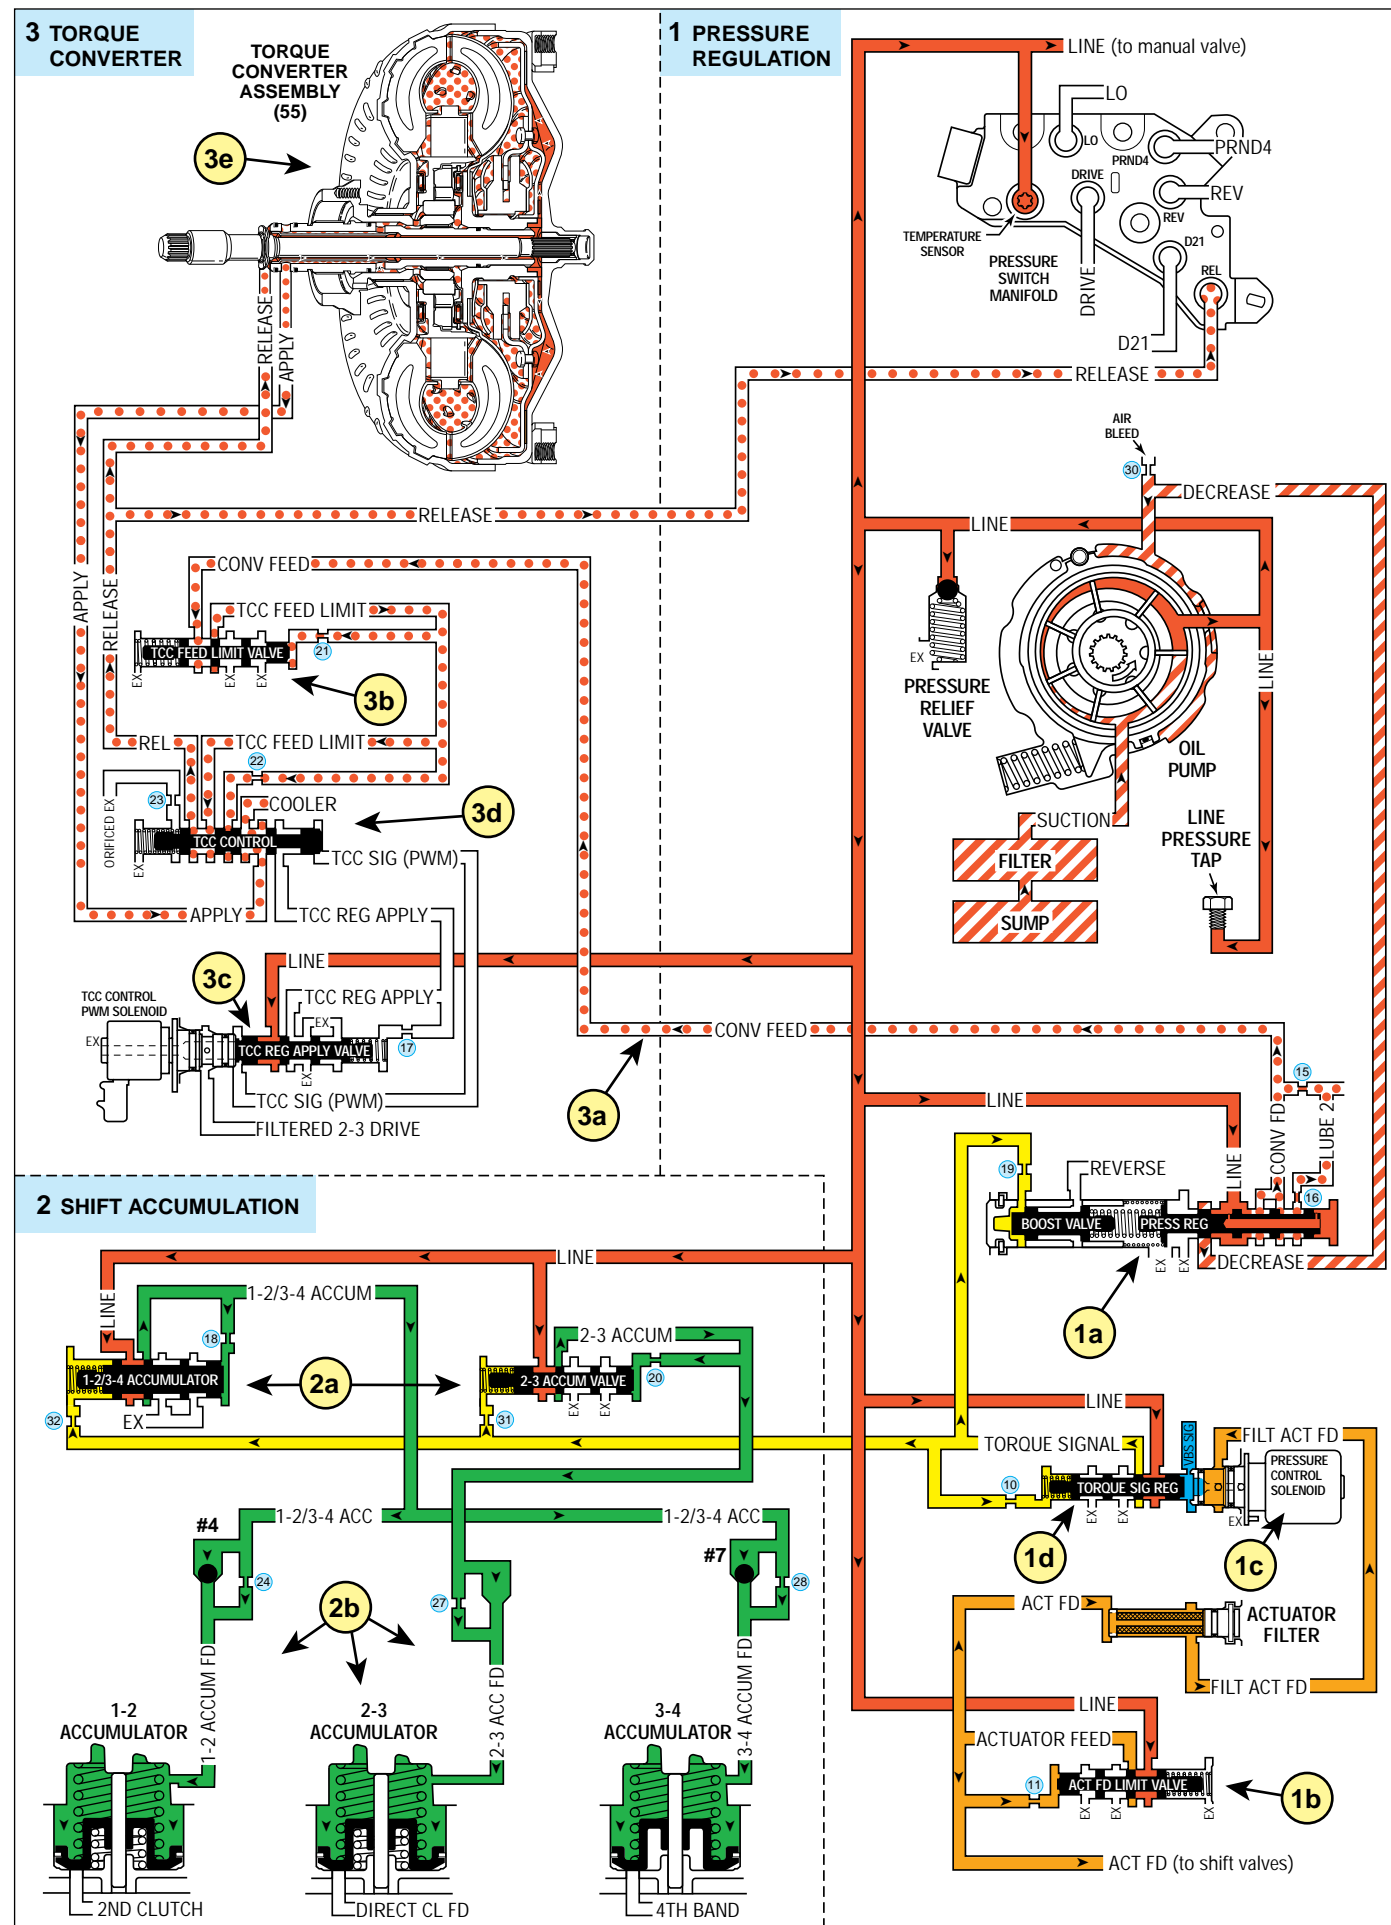 3 TORQUE
CONVERTER
TORQUE
CONVERTER
ASSEMBLY
(55)
3e
RELEASE
APPLY
APPLY
RELEASE
RELEASE
CONV FEED
TCC FEED LIMIT
TCC FEED LIMIT VALVE
21
EX
EX
EX
3b
REL
TCC FEED LIMIT
22
ORIFICED EX
23
COOLER
3d
TCC CONTROL
EX
TCC SIG (PWM)
APPLY
TCC REG APPLY
LINE
3c
TCC CONTROL
PWM SOLENOID
TCC REG APPLY
EX
EX
TCC REG APPLY VALVE
17
EX
TCC SIG (PWM)
FILTERED 2-3 DRIVE
3a
1 PRESSURE
REGULATION
LINE (to manual valve)
LO
LO
PRND4
PRND4
DRIVE
REV
REV
D21
TEMPERATURE
SENSOR
PRESSURE
SWITCH
MANIFOLD
DRIVE
REL
D21
RELEASE
AIR
BLEED
30
DECREASE
LINE
LINE
EX
PRESSURE
RELIEF
VALVE
OIL
PUMP
SUCTION
FILTER
SUMP
LINE
PRESSURE
TAP
CONV FEED
15
LINE
LINE
CONV FD
LUBE 2
19
REVERSE
16
BOOST VALVE
PRESS REG
EX
EX
DECREASE
1a
LINE
TORQUE SIGNAL
VBS SIG
FILT ACT FD
10
TORQUE SIG REG
PRESSURE
CONTROL
SOLENOID
EX
EX
EX
1d
1c
ACT FD
ACTUATOR
FILTER
FILT ACT FD
LINE
ACTUATOR FEED
11
ACT FD LIMIT VALVE
EX
EX
EX
1b
ACT FD (to shift valves)
2 SHIFT ACCUMULATION
LINE
LINE
1-2/3-4 ACCUM
18
2-3 ACCUM
1-2/3-4 ACCUMULATOR
2a
2-3 ACCUM VALVE
20
32
EX
31
EX
EX
#4
1-2/3-4 ACC
1-2/3-4 ACC
#7
24
27
28
2b
1-2 ACCUM FD
2-3 ACC FD
3-4 ACCUM FD
1-2
ACCUMULATOR
2-3
ACCUMULATOR
3-4
ACCUMULATOR
2ND CLUTCH
DIRECT CL FD
4TH BAND